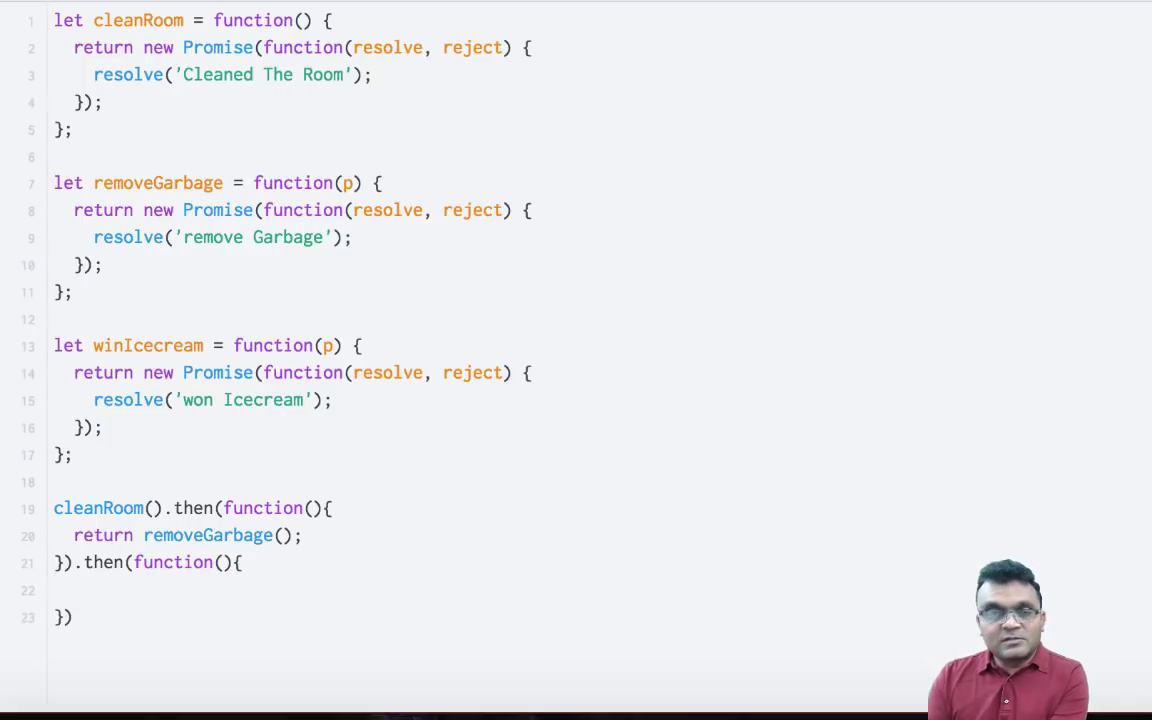 1 let cleanRoom = function() {
2 return new Promise(function(resolve, reject) {
3 resolve('Cleaned The Room');
4 });
5 };
6
7 let removeGarbage = function(p) {
8 return new Promise(function(resolve, reject) {
9 resolve('remove Garbage');
10 });
11 };
12
13 let winIcecream = function(p) {
14 return new Promise(function(resolve, reject) {
15 resolve('won Icecream');
16 });
17 };
18
19 cleanRoom().then(function(){
20 return removeGarbage();
21 }).then(function(){
22
23 })